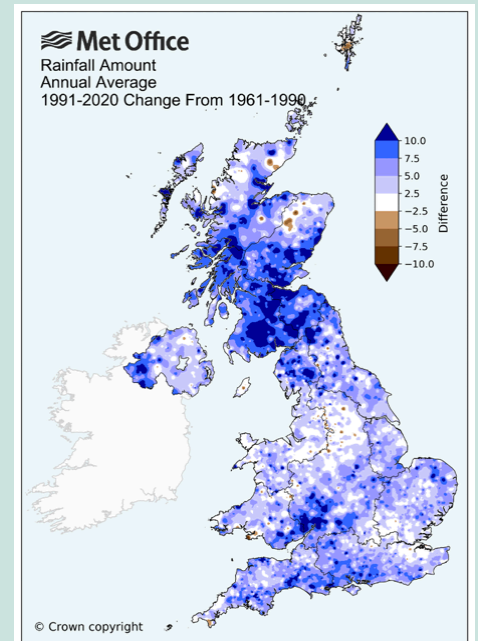 Met Office
Rainfall Amount
Annual Average
1991-2020 Change From 1961-1990
10.0
7.5
5.0
2.5
−2.5
−5.0
−7.5
−10.0
Difference
© Crown copyright